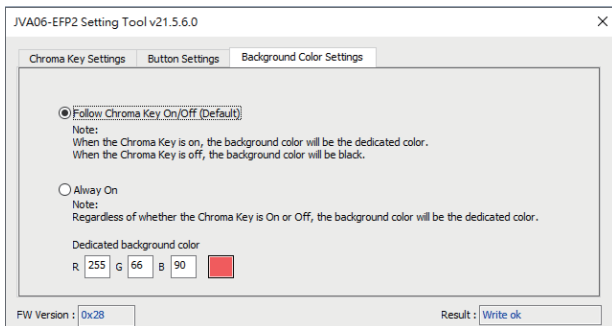 JVA06-EFP2 Setting Tool v21.5.6.0
Chroma Key Settings Button Settings Background Color Settings
Follow Chroma Key On/Off (Default)
Note:
When the Chroma Key is on, the background color will be the dedicated color.
When the Chroma Key is off, the background color will be black.
Alway On
Note:
Regardless of whether the Chroma Key is On or Off, the background color will be the dedicated color.
Dedicated background color
R 255 G 66 B 90
FW Version : 0x28 Result : Write ok